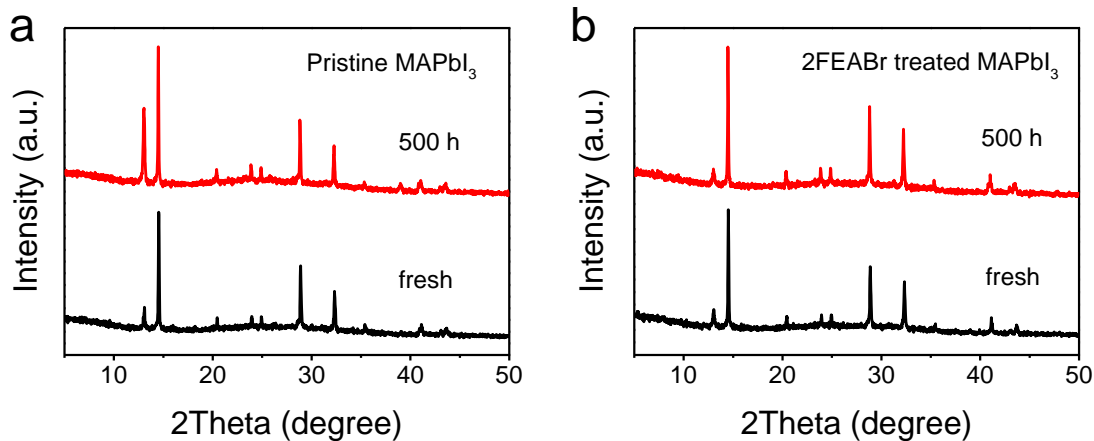 a
Pristine MAPbI₃
500 h
fresh
Intensity (a.u.)
10 20 30 40 50
2Theta (degree)
b
2FEABr treated MAPbI₃
500 h
fresh
Intensity (a.u.)
10 20 30 40 50
2Theta (degree)